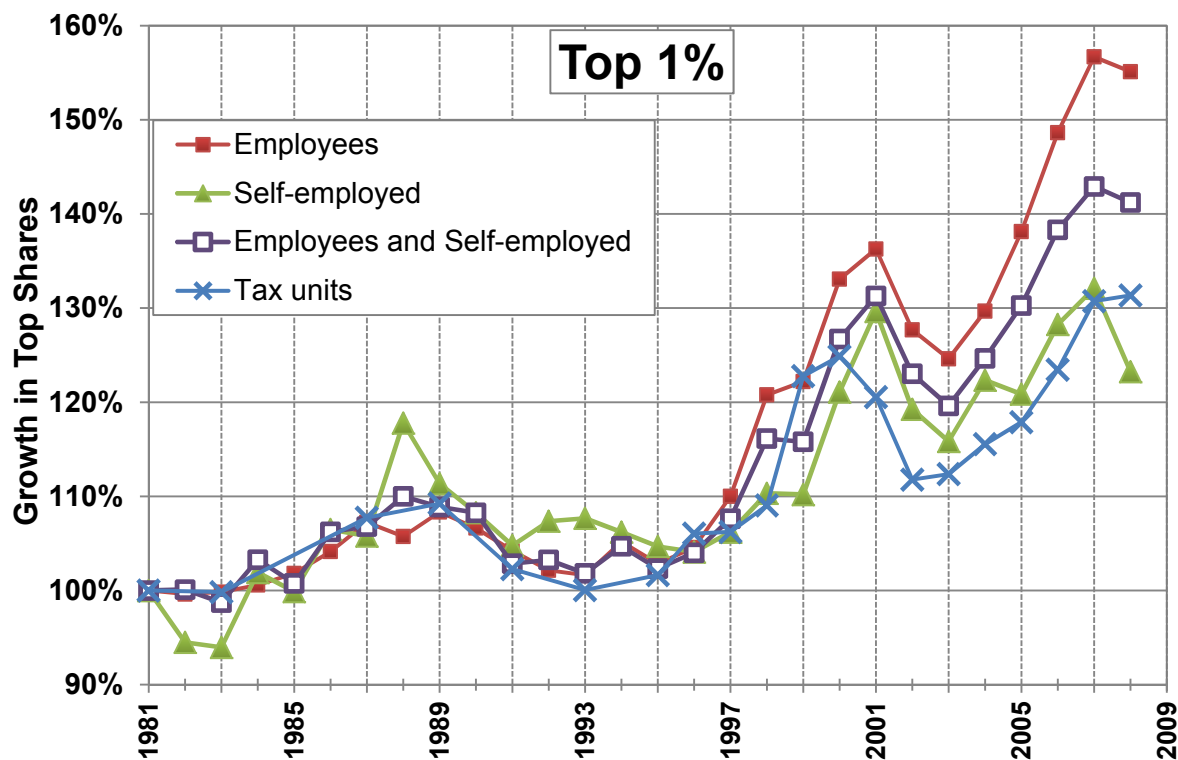 160%
Top 1%
150%
Employees
Self-employed
140%
Employees and Self-employed
Tax units
130%
120%
110%
100%
90%
Growth in Top Shares
1981
1985
1989
1993
1997
2001
2005
2009